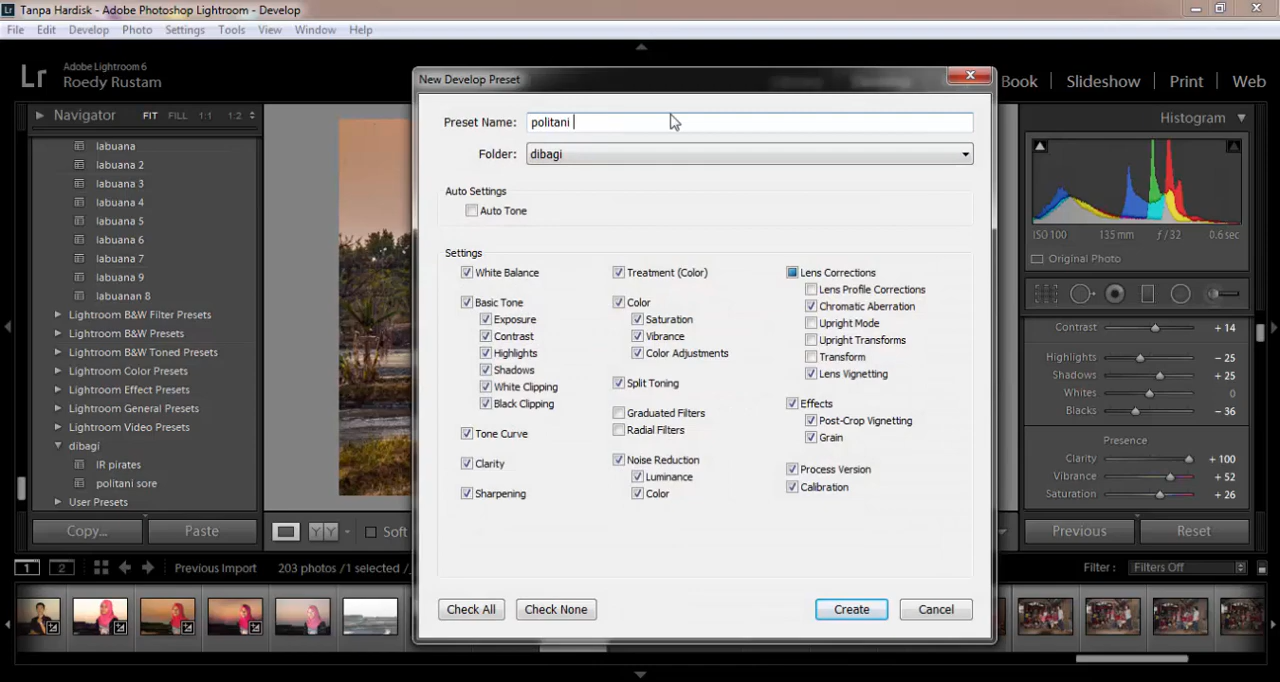 Tanpa Hardisk - Adobe Photoshop Lightroom - Develop
File Edit Develop Photo Settings Tools View Window Help
Lr
Adobe Lightroom 6
Roedy Rustam
Book
Slideshow
Print
Web
Navigator FIT FILL 1:1 1:2
labuana
labuana 2
labuana 3
labuana 4
labuana 5
labuana 6
labuana 7
labuana 9
labuanan 8
Lightroom B&W Filter Presets
Lightroom B&W Presets
Lightroom B&W Toned Presets
Lightroom Color Presets
Lightroom Effect Presets
Lightroom General Presets
Lightroom Video Presets
dibagi
IR pirates
politani sore
User Presets
Copy...
Paste
New Develop Preset
Preset Name: politani
Folder: dibagi
Auto Settings
Auto Tone
Settings
White Balance
Basic Tone
Exposure
Contrast
Highlights
Shadows
White Clipping
Black Clipping
Tone Curve
Clarity
Sharpening
Treatment (Color)
Color
Saturation
Vibrance
Color Adjustments
Split Toning
Graduated Filters
Radial Filters
Noise Reduction
Luminance
Color
Lens Corrections
Lens Profile Corrections
Chromatic Aberration
Upright Mode
Upright Transforms
Transform
Lens Vignetting
Effects
Post-Crop Vignetting
Grain
Process Version
Calibration
Check All
Check None
Create
Cancel
Histogram
ISO 100 135 mm f / 32 0.6 sec
Original Photo
Contrast + 14
Highlights − 25
Shadows + 25
Whites 0
Blacks − 36
Presence
Clarity + 100
Vibrance + 52
Saturation + 26
Previous
Reset
YY
Soft
1 2
Previous Import
203 photos /1 selected /
Filter : Filters Off